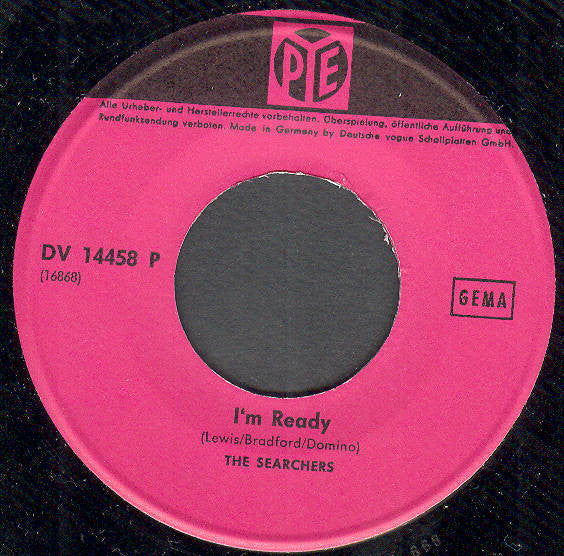 PYE
Alle Urheber- und Herstellerrechte vorbehalten. Überspielung, öffentliche Aufführung und
Rundfunksendung verboten. Made in Germany by Deutsche vogue Schallplatten GmbH.
DV 14458 P
(16868)
GEMA
I'm Ready
(Lewis/Bradford/Domino)
THE SEARCHERS